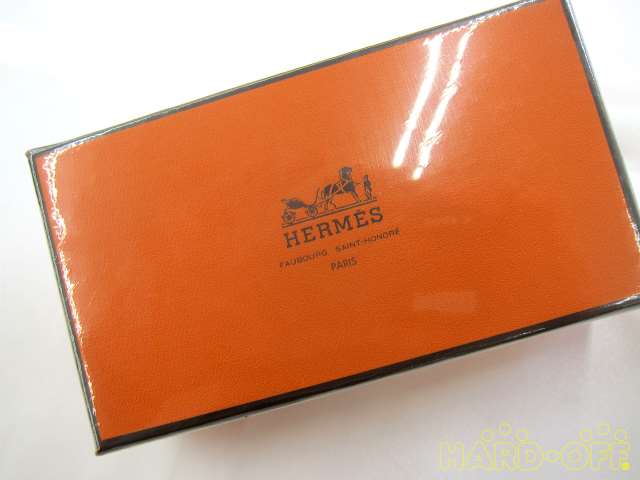 HERMÈS
FAUBOURG SAINT-HONORÉ
PARIS
HARD·OFF